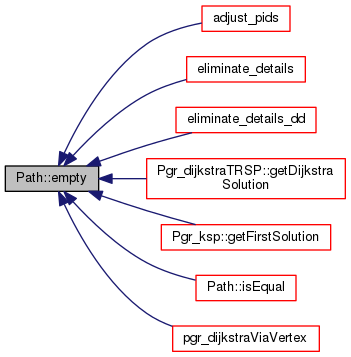 adjust_pids
eliminate_details
eliminate_details_dd
Path::empty
Pgr_dijkstraTRSP::getDijkstra
Solution
Pgr_ksp::getFirstSolution
Path::isEqual
pgr_dijkstraViaVertex